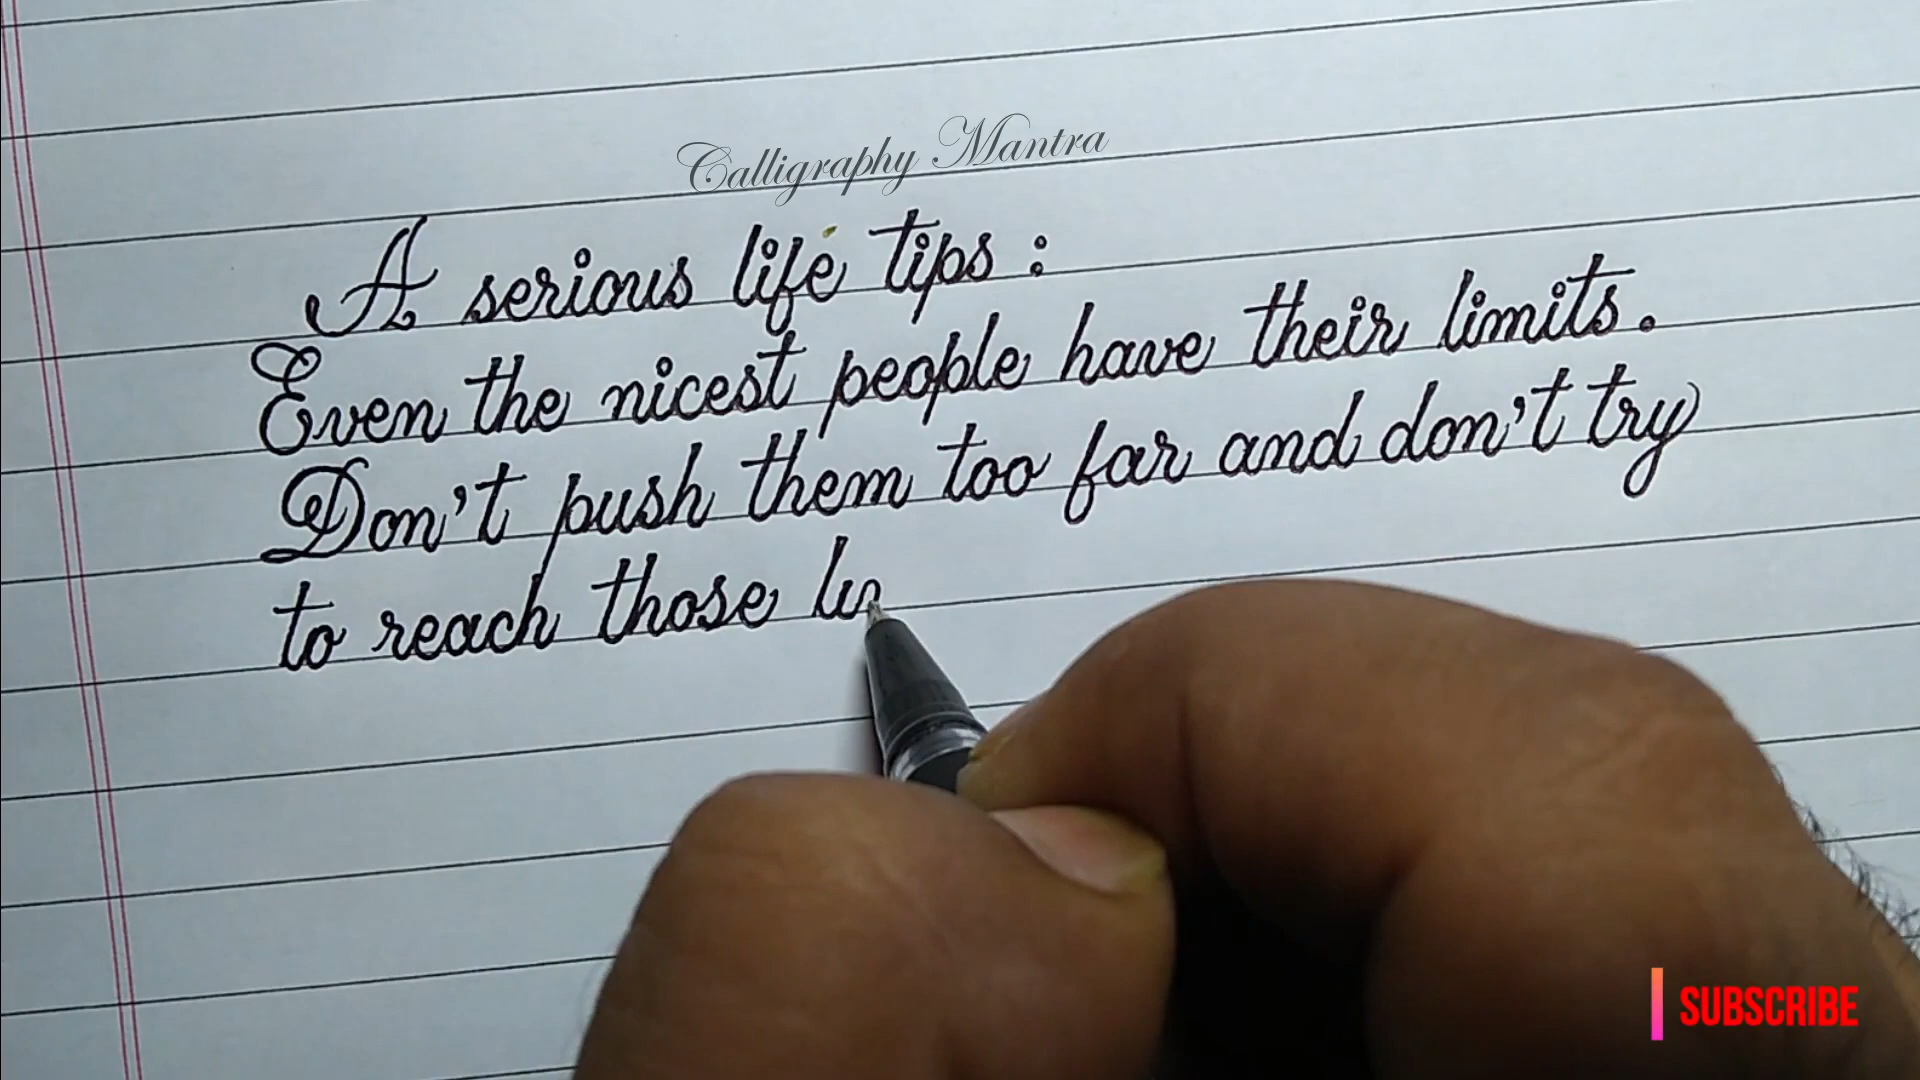 Calligraphy Mantra
A serious life tips :
Even the nicest people have their limits.
Don't push them too far and don't try
to reach those
SUBSCRIBE